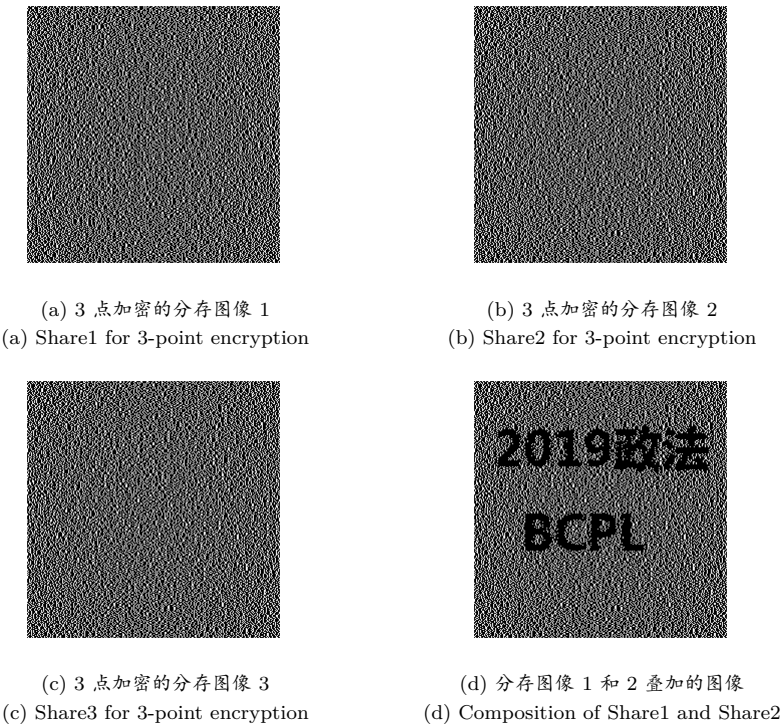 (a) 3 点加密的分存图像 1
(a) Share1 for 3-point encryption
(b) 3 点加密的分存图像 2
(b) Share2 for 3-point encryption
2019政法
BCPL
(c) 3 点加密的分存图像 3
(c) Share3 for 3-point encryption
(d) 分存图像 1 和 2 叠加的图像
(d) Composition of Share1 and Share2